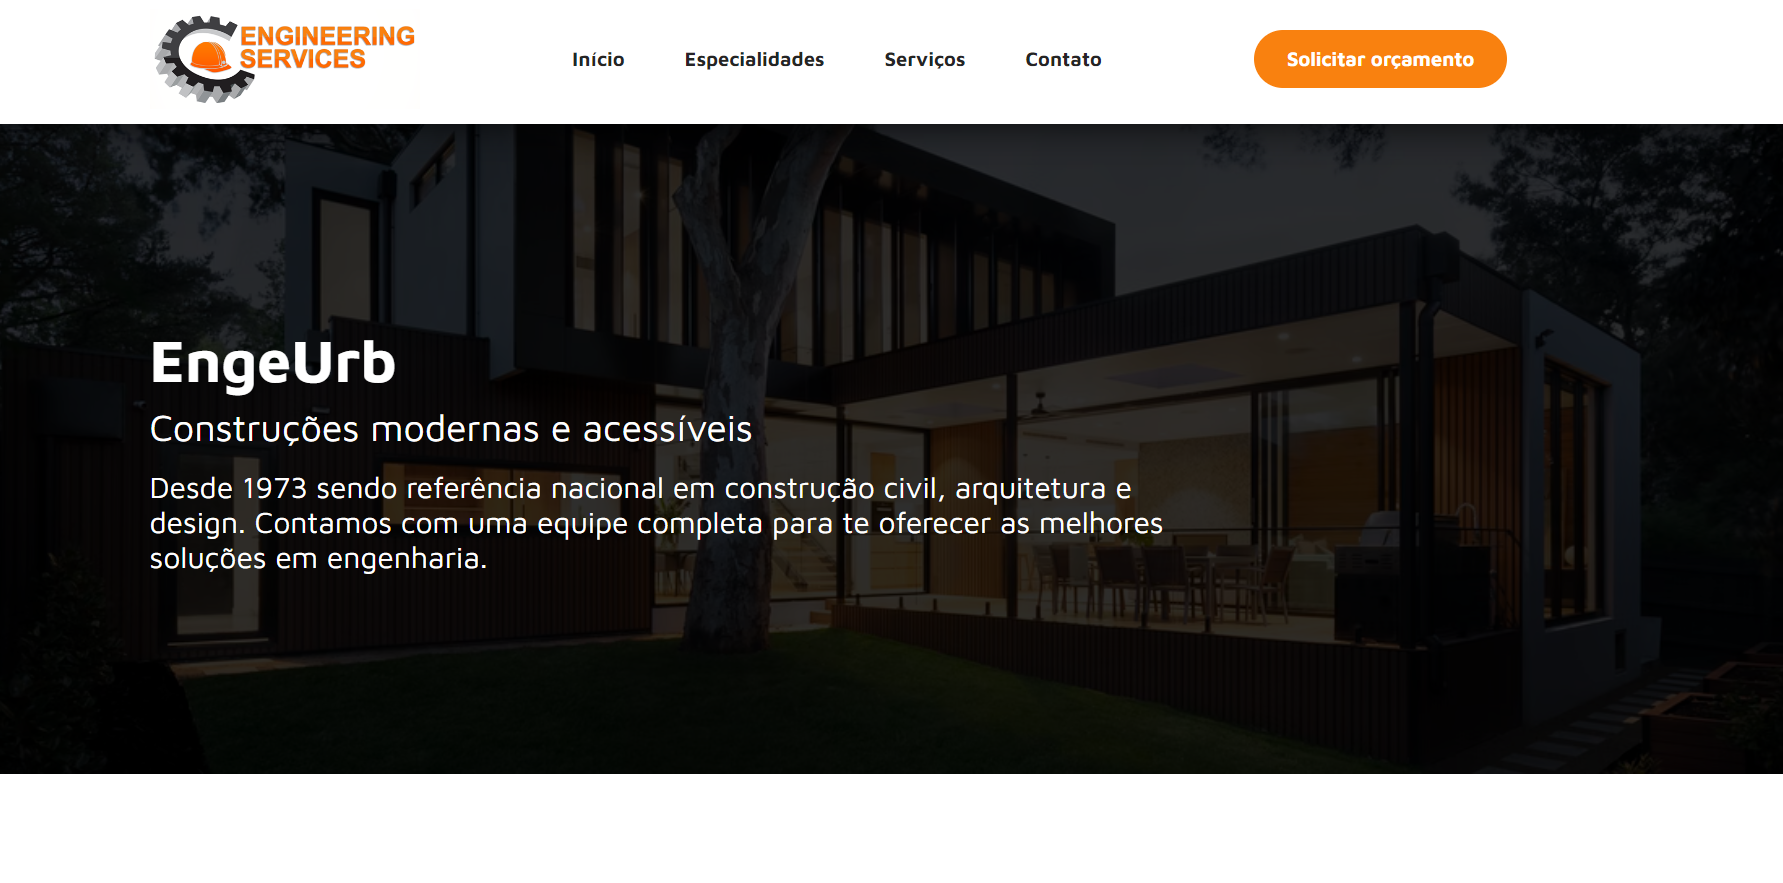 ENGINEERING
SERVICES
Início
Especialidades
Serviços
Contato
Solicitar orçamento
EngeUrb
Construções modernas e acessíveis
Desde 1973 sendo referência nacional em construção civil, arquitetura e
design. Contamos com uma equipe completa para te oferecer as melhores
soluções em engenharia.